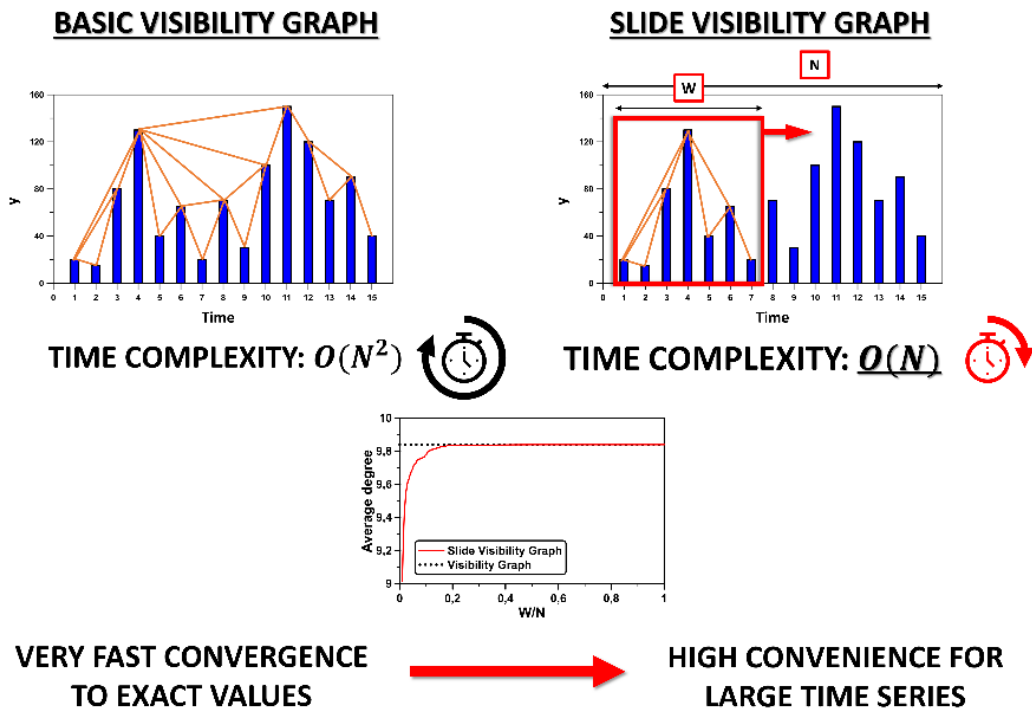 BASIC VISIBILITY GRAPH
SLIDE VISIBILITY GRAPH
N
W
160
120
80
40
0
y
0 1 2 3 4 5 6 7 8 9 10 11 12 13 14 15
Time
160
120
80
40
0
y
0 1 2 3 4 5 6 7 8 9 10 11 12 13 14 15
Time
TIME COMPLEXITY: O(N²)
TIME COMPLEXITY: O(N)
10
9,8
9,6
9,4
9,2
9
Average degree
Slide Visibility Graph
Visibility Graph
0 0,2 0,4 0,6 0,8 1
W/N
VERY FAST CONVERGENCE
TO EXACT VALUES
HIGH CONVENIENCE FOR
LARGE TIME SERIES